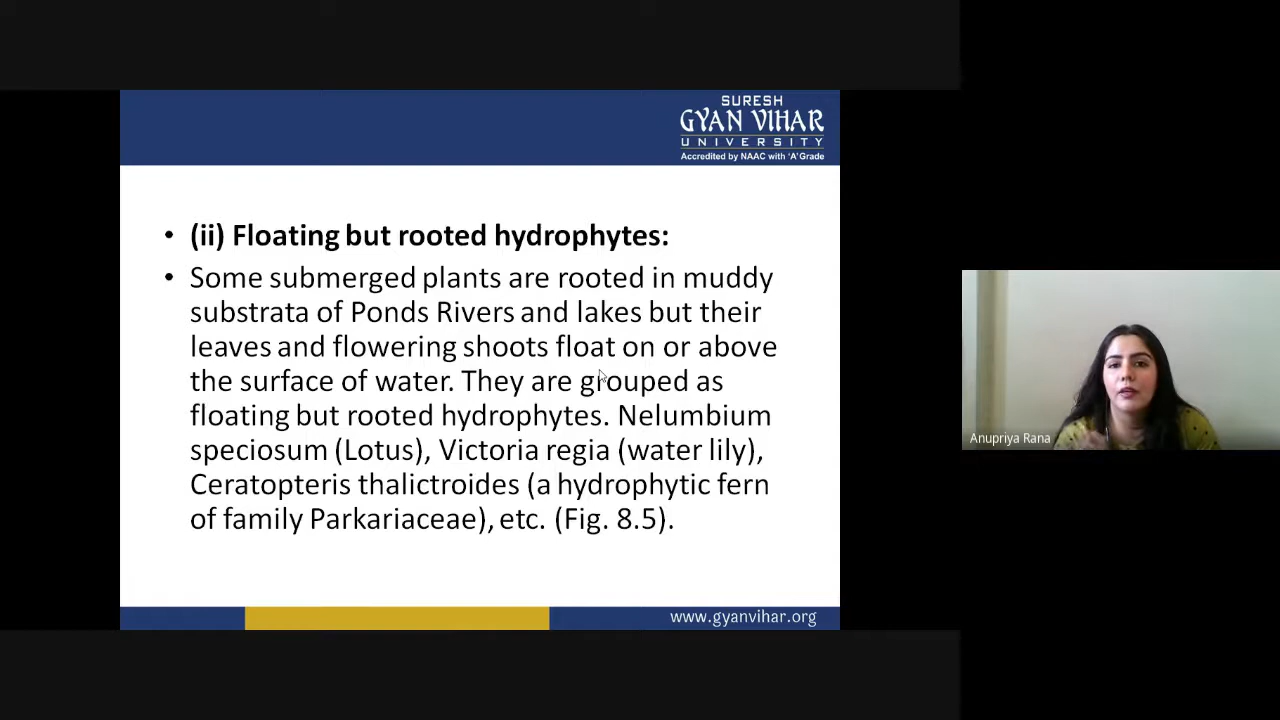 SURESH
GYAN VIHAR
UNIVERSITY
Accredited by NAAC with 'A' Grade
• (ii) Floating but rooted hydrophytes:
• Some submerged plants are rooted in muddy
substrata of Ponds Rivers and lakes but their
leaves and flowering shoots float on or above
the surface of water. They are grouped as
floating but rooted hydrophytes. Nelumbium
speciosum (Lotus), Victoria regia (water lily),
Ceratopteris thalictroides (a hydrophytic fern
of family Parkariaceae), etc. (Fig. 8.5).
www.gyanvihar.org
Anupriya Rana